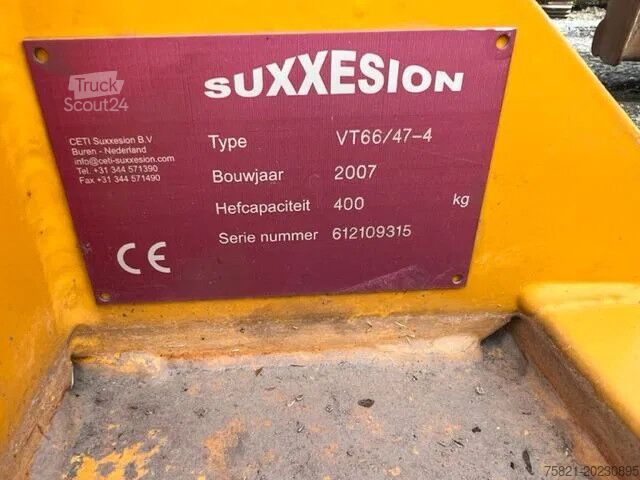 SUXXESION
Truck
Scout24
CETI Suxxesion B.V
Buren - Nederland
info@ceti-suxxesion.com
Tel. +31 344 571390
Fax +31 344 571490
Type VT66/47-4
Bouwjaar 2007
Hefcapaciteit 400 kg
Serie nummer 612109315
CE
75821-20230895